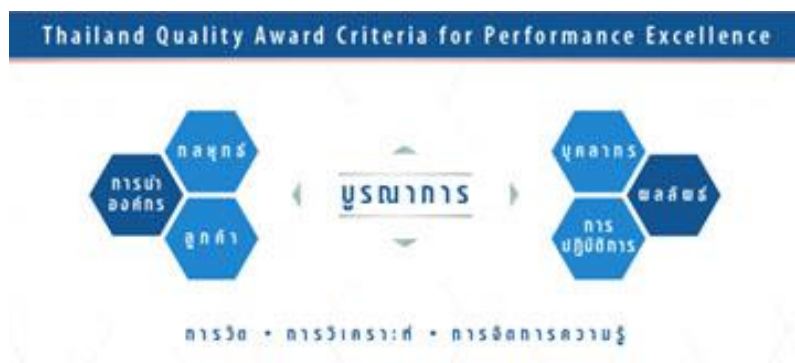 Thailand Quality Award Criteria for Performance Excellence
กลยุทธ์
การนำ
องค์กร
ลูกค้า
บูรณาการ
บุคลากร
ผลลัพธ์
การ
ปฏิบัติการ
การวัด • การวิเคราะห์ • การจัดการความรู้